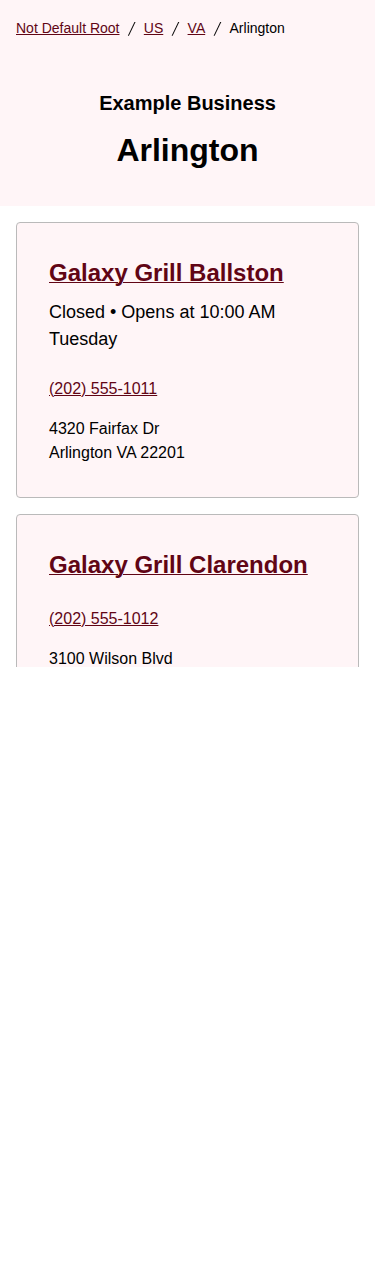 Not Default Root / US / VA / Arlington
Example Business
Arlington
Galaxy Grill Ballston
Closed • Opens at 10:00 AM
Tuesday
(202) 555-1011
4320 Fairfax Dr
Arlington VA 22201
Galaxy Grill Clarendon
(202) 555-1012
3100 Wilson Blvd